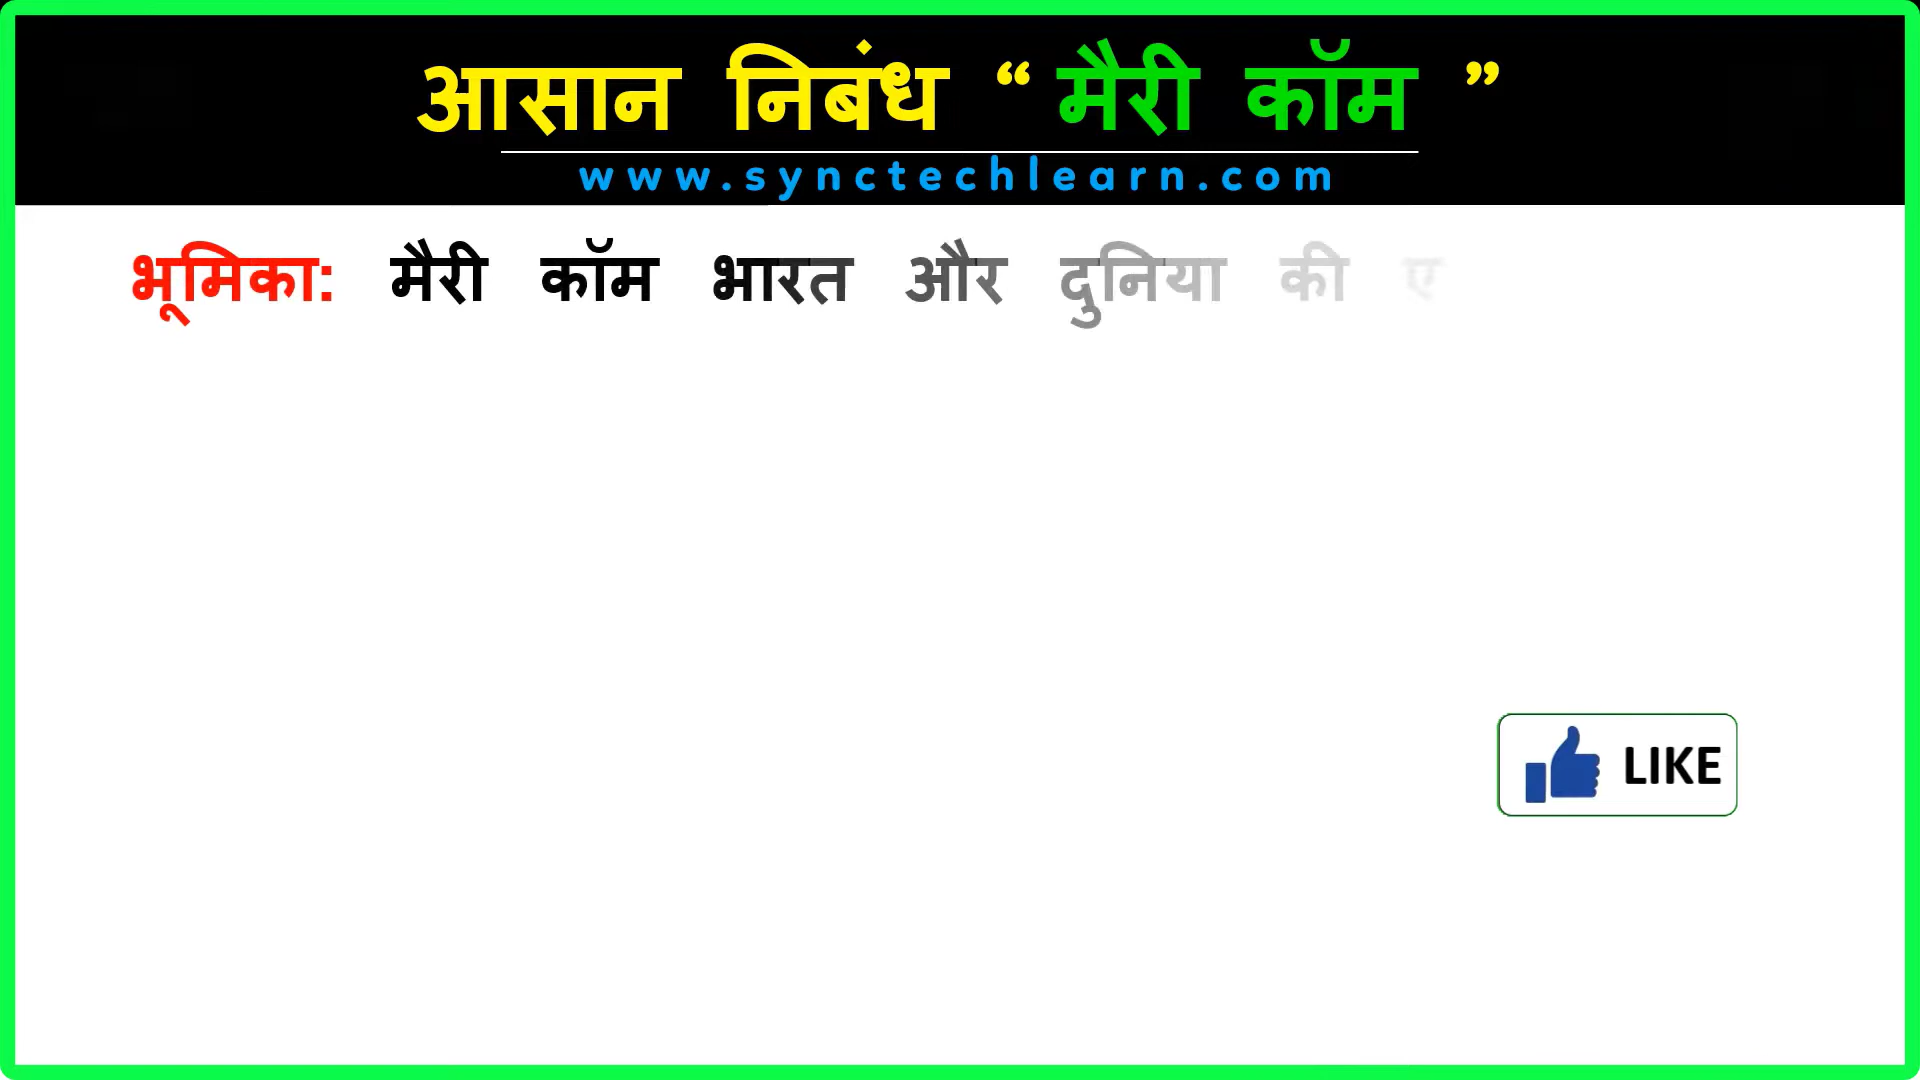 आसान निबंध “ मैरी कॉम ”
www.synctechlearn.com
भूमिका: मैरी कॉम भारत और दुनिया की ए
LIKE